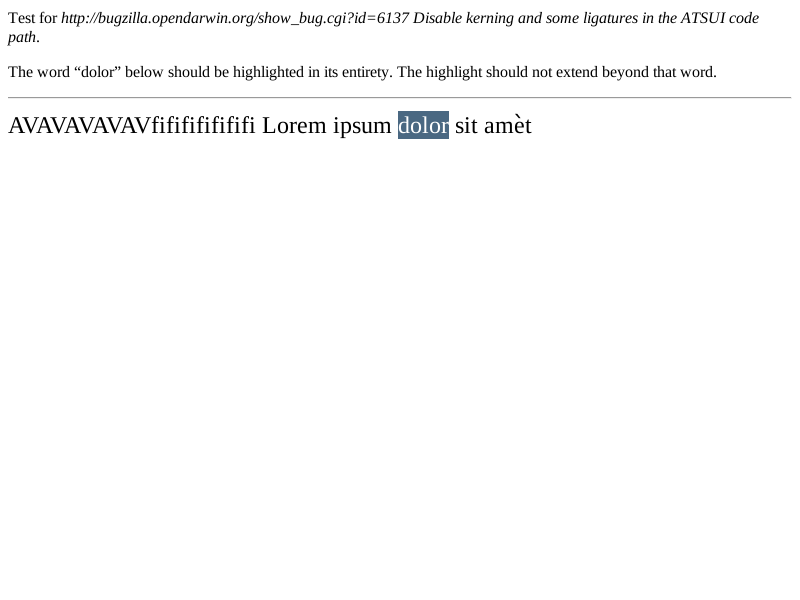 Test for http://bugzilla.opendarwin.org/show_bug.cgi?id=6137 Disable kerning and some ligatures in the ATSUI code
path.
The word “dolor” below should be highlighted in its entirety. The highlight should not extend beyond that word.
AVAVAVAVAVfifififififififi Lorem ipsum dolor sit amèt